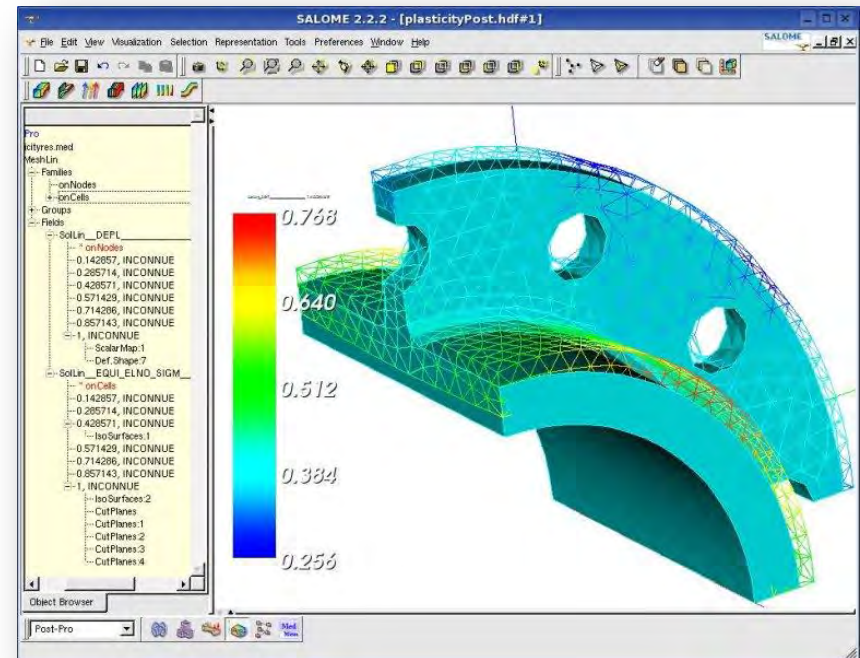 SALOME 2.2.2 - [plasticityPost.hdf#1]
File Edit View Visualization Selection Representation Tools Preferences Window Help
SALOME
Pro
icityres.med
MeshLin
Families
onNodes
onCells
Groups
Fields
SolLin__DEPL____
* onNodes
0.142857, INCONNUE
0.285714, INCONNUE
0.428571, INCONNUE
0.571429, INCONNUE
0.714286, INCONNUE
0.857143, INCONNUE
1, INCONNUE
ScalarMap:1
Def.Shape:7
SolLin__EQUI_ELNO_SIGM__
* onCells
0.142857, INCONNUE
0.285714, INCONNUE
0.428571, INCONNUE
IsoSurfaces:1
0.571429, INCONNUE
0.714286, INCONNUE
0.857143, INCONNUE
1, INCONNUE
IsoSurfaces:2
CutPlanes
CutPlanes:1
CutPlanes:2
CutPlanes:3
CutPlanes:4
Object Browser
0.768
0.640
0.512
0.384
0.256
Post-Pro
Med